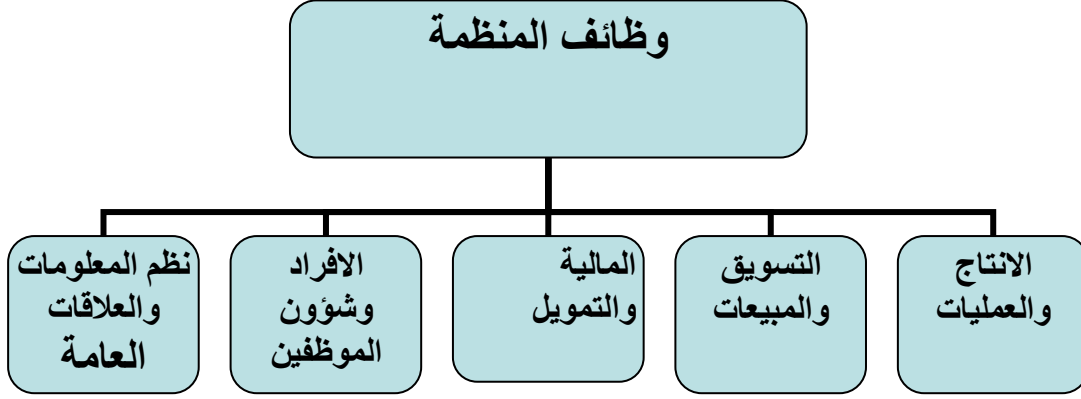 وظائف المنظمة
الانتاج
والعمليات
التسويق
والمبيعات
المالية
والتمويل
الافراد
وشؤون
الموظفين
نظم المعلومات
والعلاقات
العامة